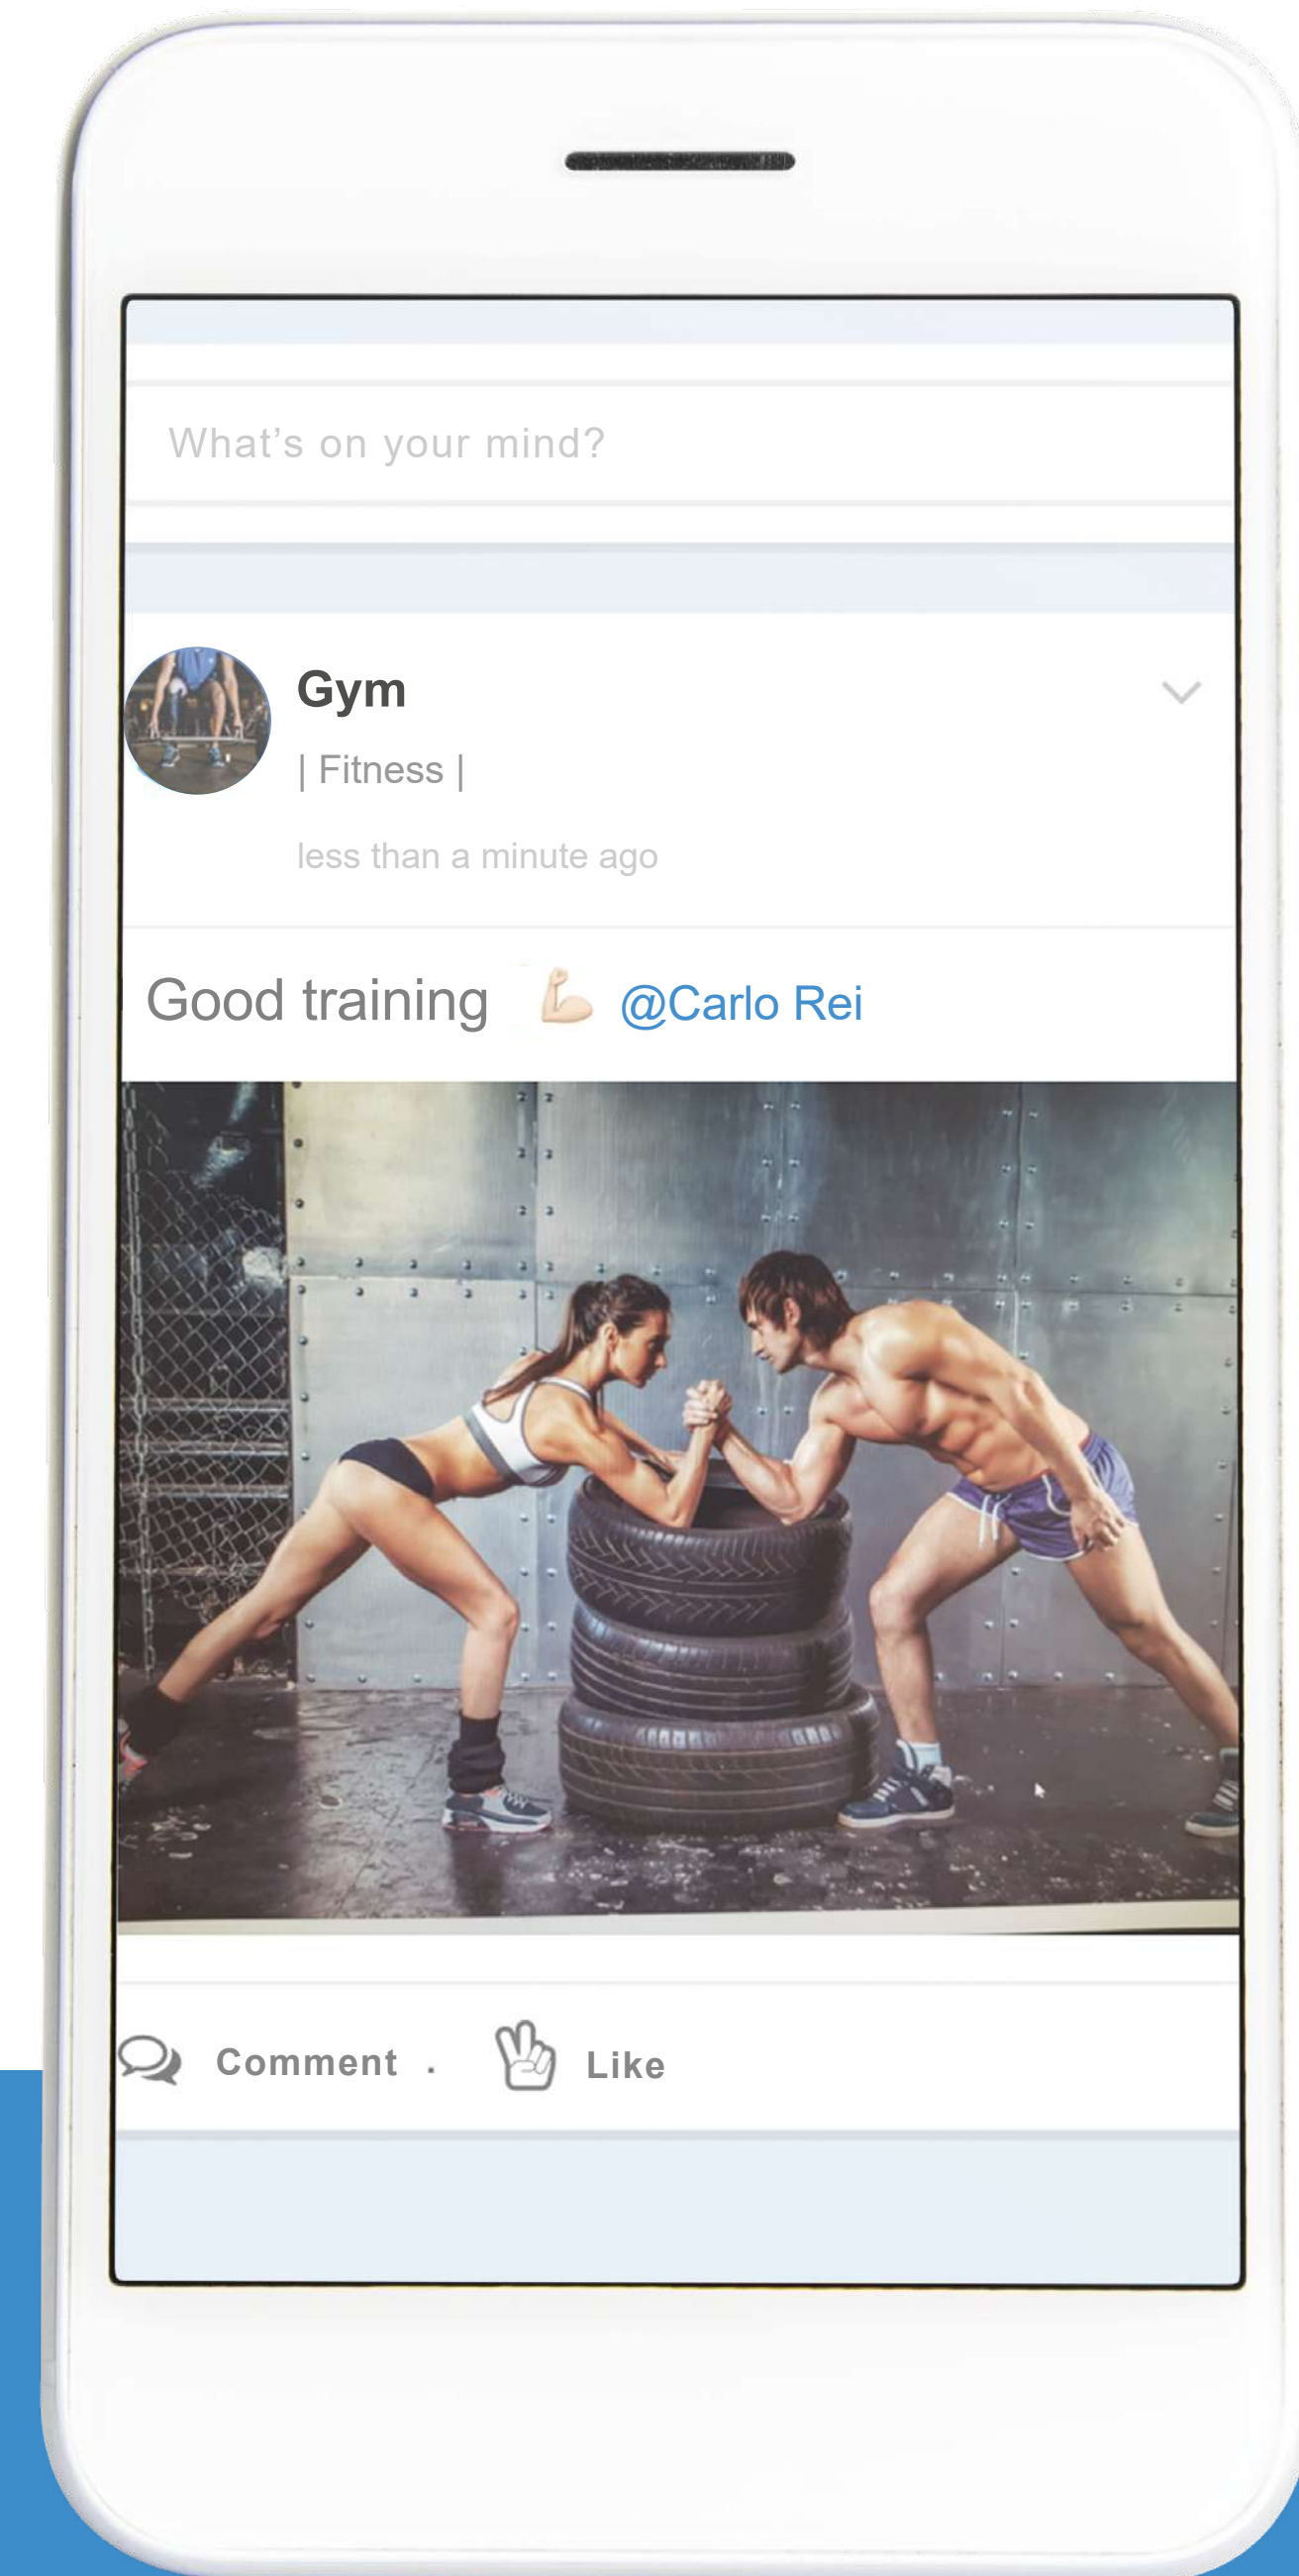 What's on your mind?
Gym
| Fitness |
less than a minute ago
Good training 💪🏻 @Carlo Rei
Comment .
Like